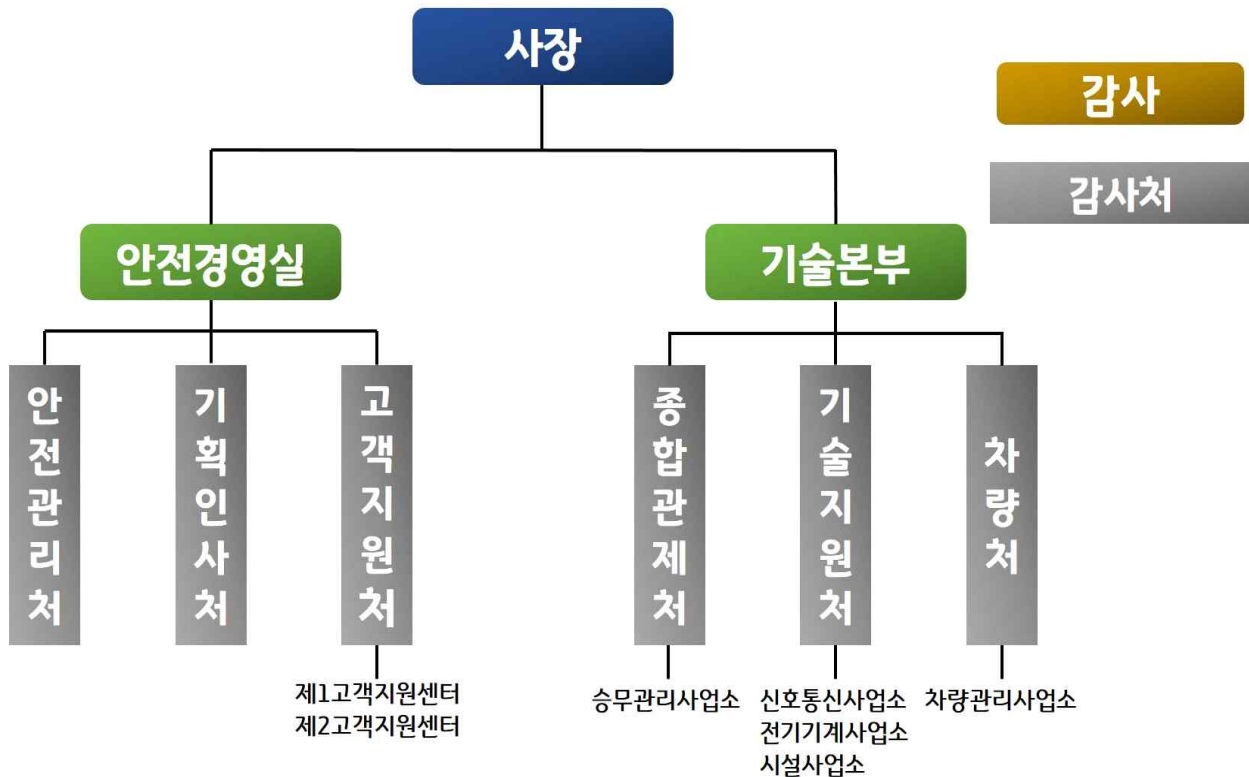 사장
감사
감사처
안전경영실
기술본부
안전관리처
기획인사처
고객지원처
종합관제처
기술지원처
차량처
제1고객지원센터
제2고객지원센터
승무관리사업소
신호통신사업소
전기기계사업소
시설사업소
차량관리사업소